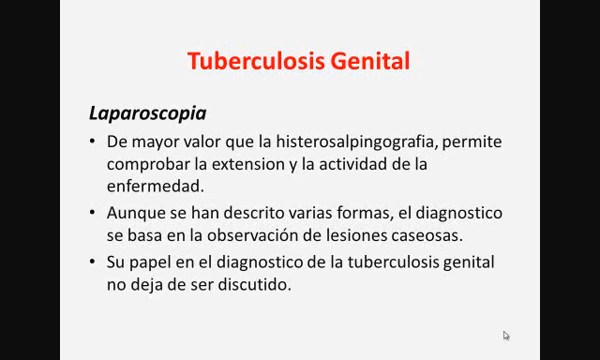 Tuberculosis Genital
Laparoscopia
• De mayor valor que la histerosalpingografia, permite
comprobar la extension y la actividad de la
enfermedad.
• Aunque se han descrito varias formas, el diagnostico
se basa en la observación de lesiones caseosas.
• Su papel en el diagnostico de la tuberculosis genital
no deja de ser discutido.